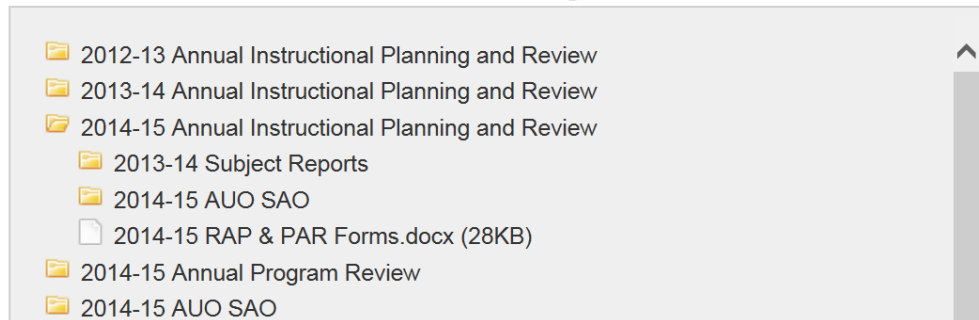 2012-13 Annual Instructional Planning and Review
2013-14 Annual Instructional Planning and Review
2014-15 Annual Instructional Planning and Review
2013-14 Subject Reports
2014-15 AUO SAO
2014-15 RAP & PAR Forms.docx (28KB)
2014-15 Annual Program Review
2014-15 AUO SAO